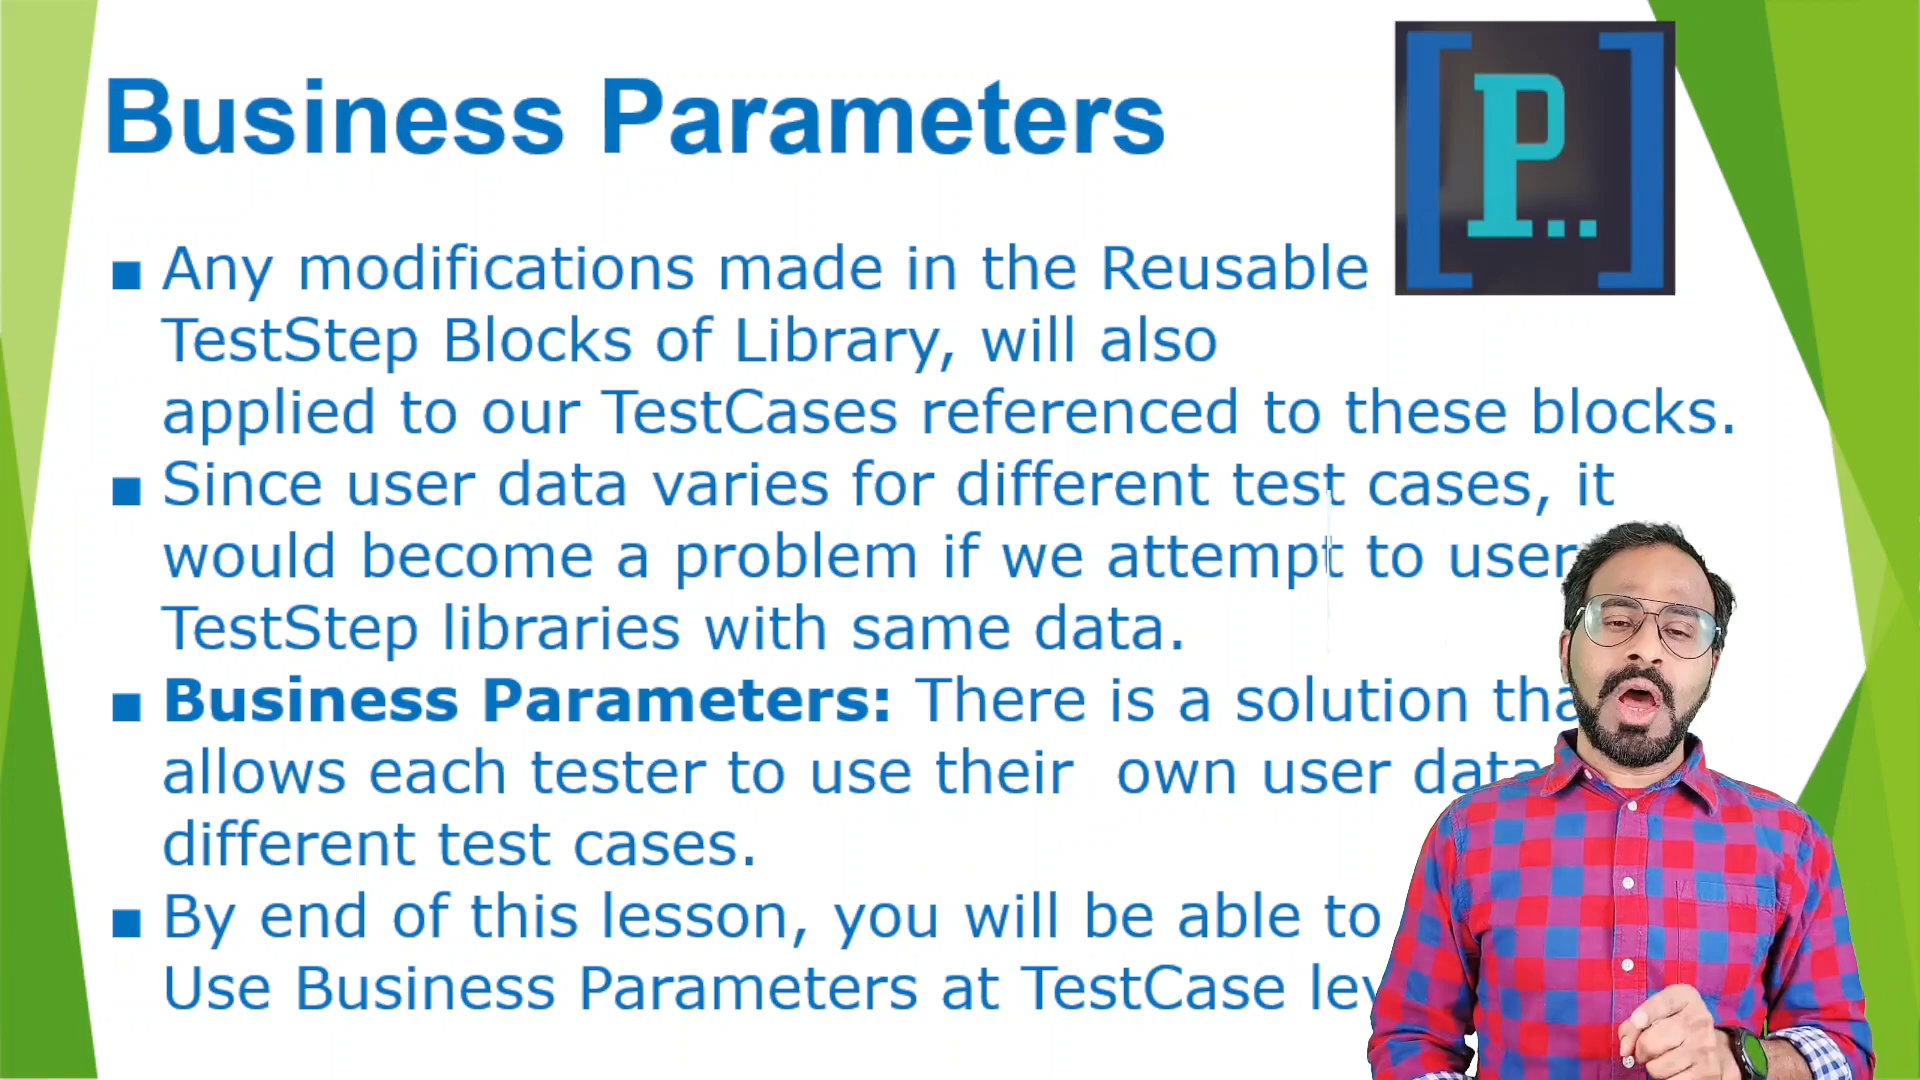 Business Parameters
[P..]
■ Any modifications made in the Reusable
TestStep Blocks of Library, will also
applied to our TestCases referenced to these blocks.
■ Since user data varies for different test cases, it
would become a problem if we attempt to user
TestStep libraries with same data.
■ Business Parameters: There is a solution
allows each tester to use their own user data
different test cases.
■ By end of this lesson, you will be able to
Use Business Parameters at TestCase